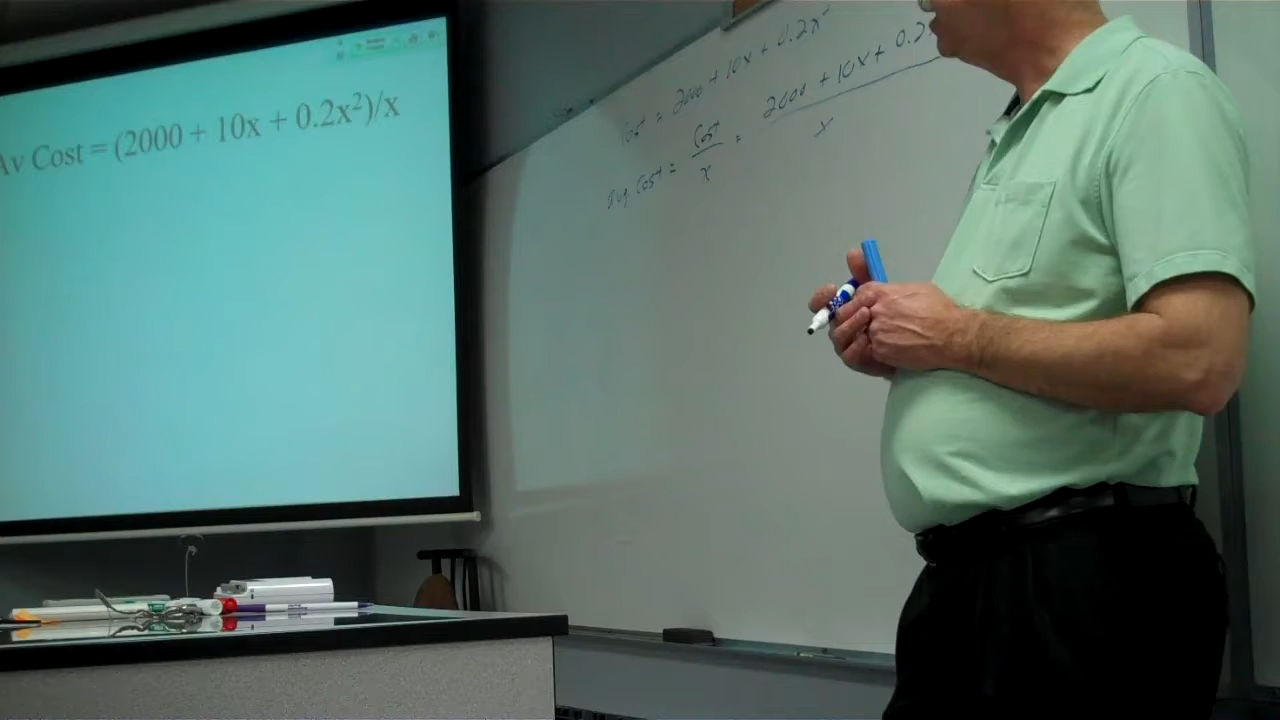 Av Cost = (2000 + 10x + 0.2x²)/x
Cost = 2000 + 10x + 0.2x²
avg Cost = Cost/x = 2000 + 10x + 0.2/x